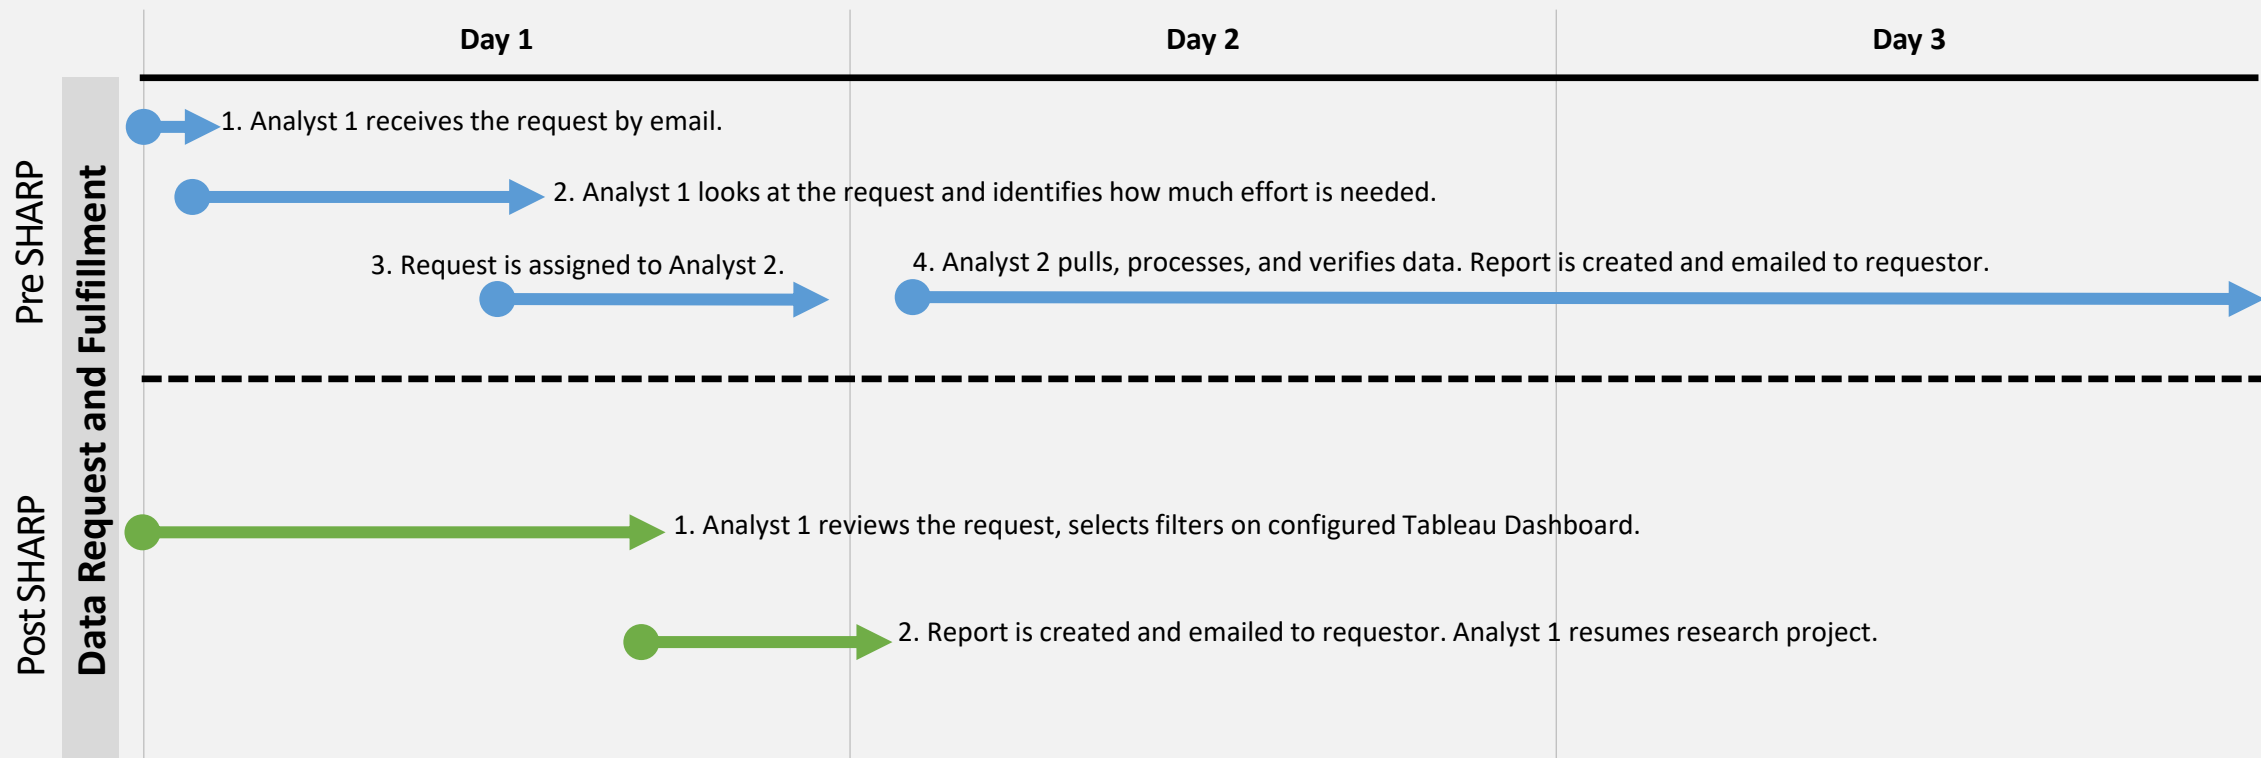 Day 1
Day 2
Day 3
Pre SHARP
Data Request and Fulfillment
1. Analyst 1 receives the request by email.
2. Analyst 1 looks at the request and identifies how much effort is needed.
3. Request is assigned to Analyst 2.
4. Analyst 2 pulls, processes, and verifies data. Report is created and emailed to requestor.
Post SHARP
1. Analyst 1 reviews the request, selects filters on configured Tableau Dashboard.
2. Report is created and emailed to requestor. Analyst 1 resumes research project.